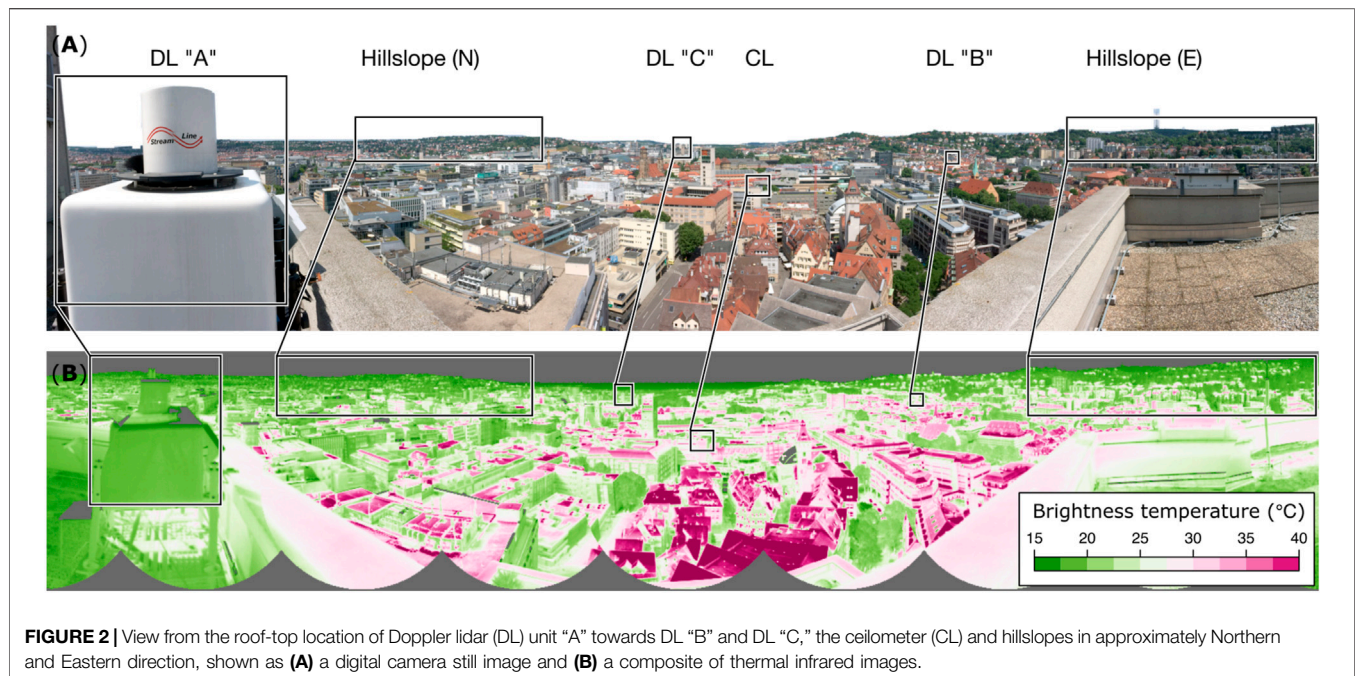 (A)
DL "A"
Hillslope (N)
DL "C"
CL
DL "B"
Hillslope (E)
Stream Line
(B)
Brightness temperature (°C)
15 20 25 30 35 40
FIGURE 2 | View from the roof-top location of Doppler lidar (DL) unit “A” towards DL “B” and DL “C,” the ceilometer (CL) and hillslopes in approximately Northern
and Eastern direction, shown as (A) a digital camera still image and (B) a composite of thermal infrared images.